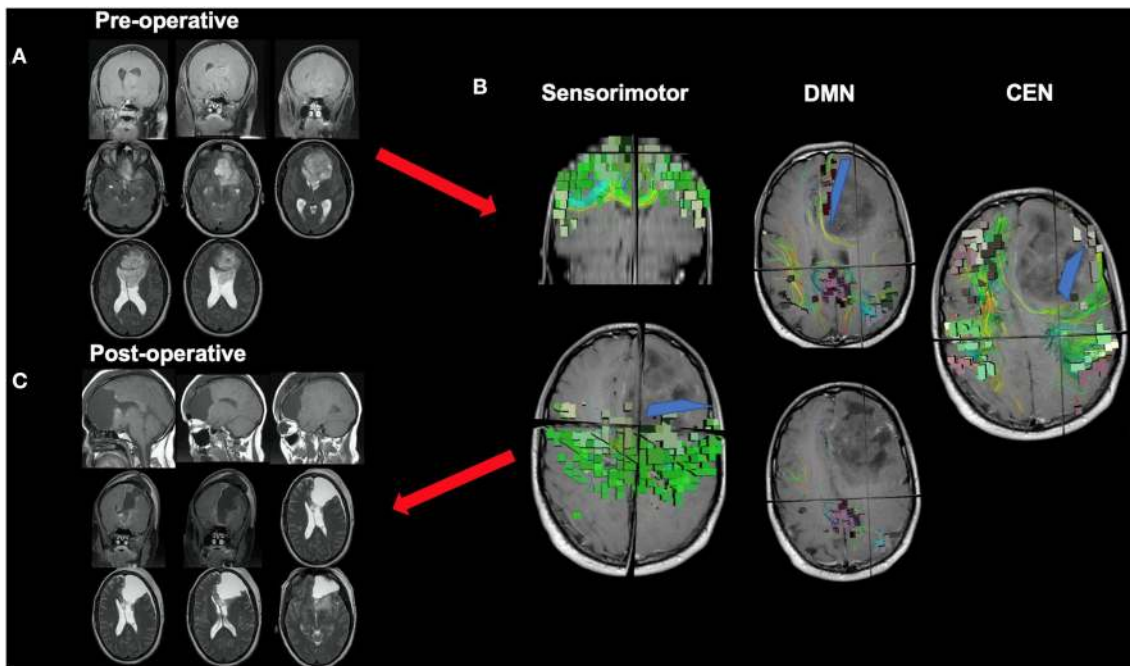 Pre-operative
A
B
Sensorimotor
DMN
CEN
Post-operative
C